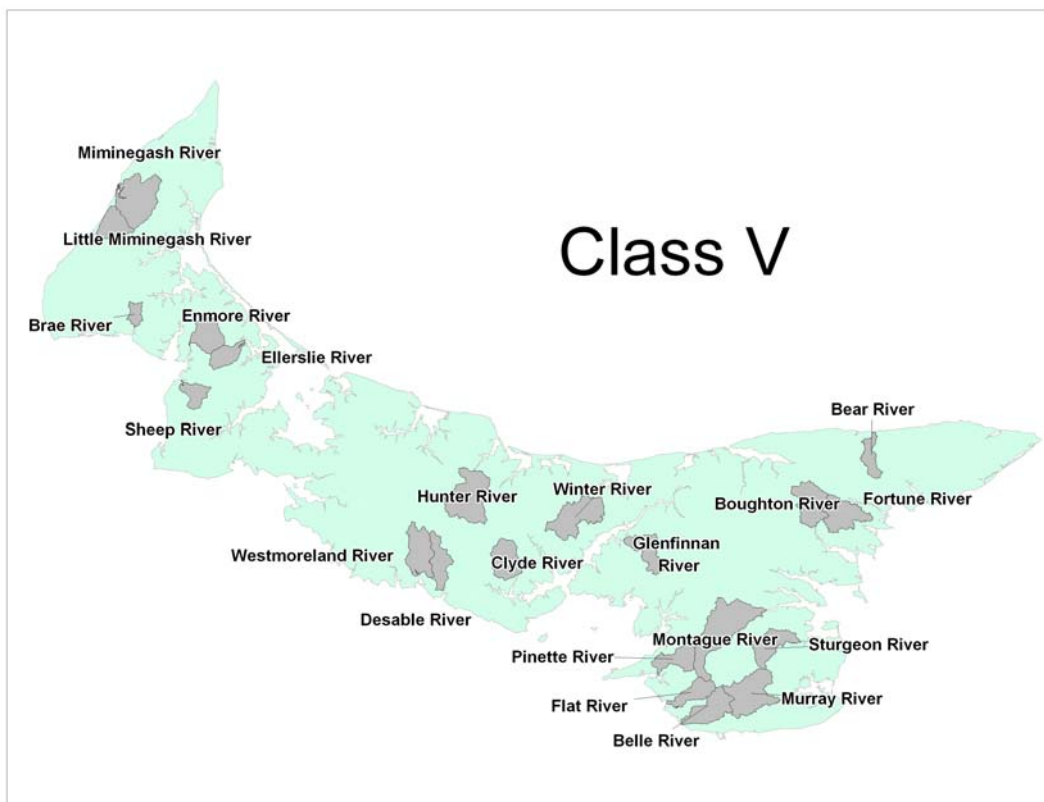 Miminegash River
Class V
Little Miminegash River
Enmore River
Brae River
Ellerslie River
Bear River
Sheep River
Hunter River
Winter River
Boughton River
Fortune River
Glenfinnan
River
Westmoreland River
Clyde River
Desable River
Montague River
Sturgeon River
Pinette River
Flat River
Murray River
Belle River